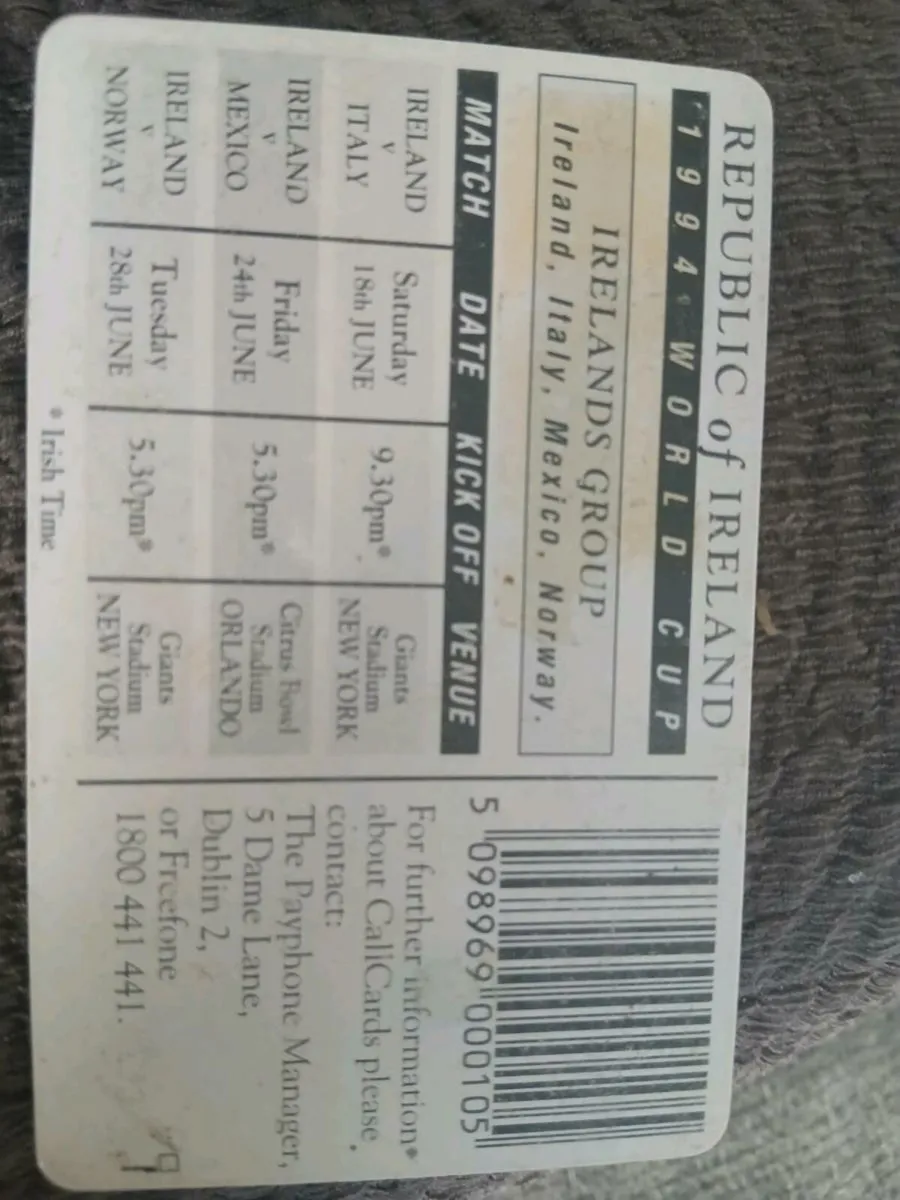 REPUBLIC of IRELAND
1994 WORLD CUP
IRELANDS GROUP
Ireland, Italy, Mexico, Norway.
MATCH DATE KICK OFF VENUE
IRELAND
v
ITALY
Saturday
18th JUNE
9.30pm*
Giants
Stadium
NEW YORK
IRELAND
v
MEXICO
Friday
24th JUNE
5.30pm*
Citrus Bowl
Stadium
ORLANDO
IRELAND
v
NORWAY
Tuesday
28th JUNE
5.30pm*
Giants
Stadium
NEW YORK
* Irish Time
5 098969 000105
For further information
about CallCards please
contact:
The Payphone Manager,
5 Dame Lane,
Dublin 2,
or Freefone
1800 441 441.